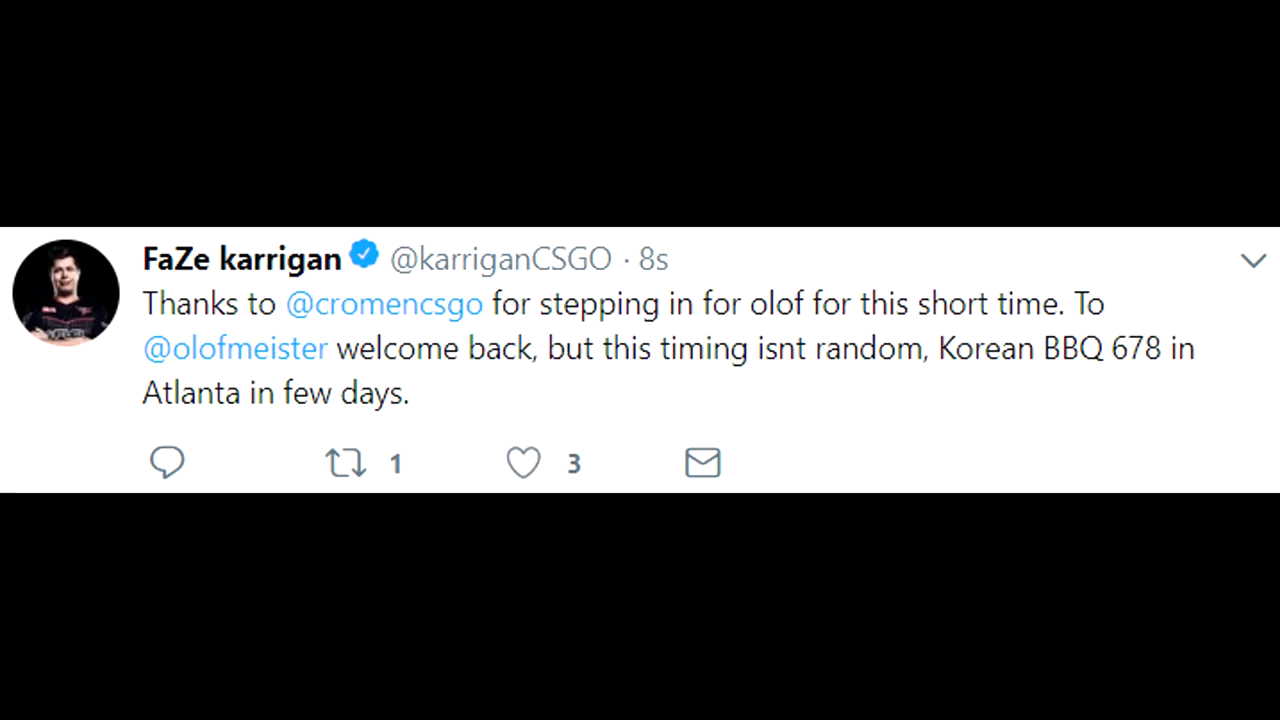 FaZe karrigan @karriganCSGO · 8s
Thanks to @cromencsgo for stepping in for olof for this short time. To
@olofmeister welcome back, but this timing isnt random, Korean BBQ 678 in
Atlanta in few days.
1 3